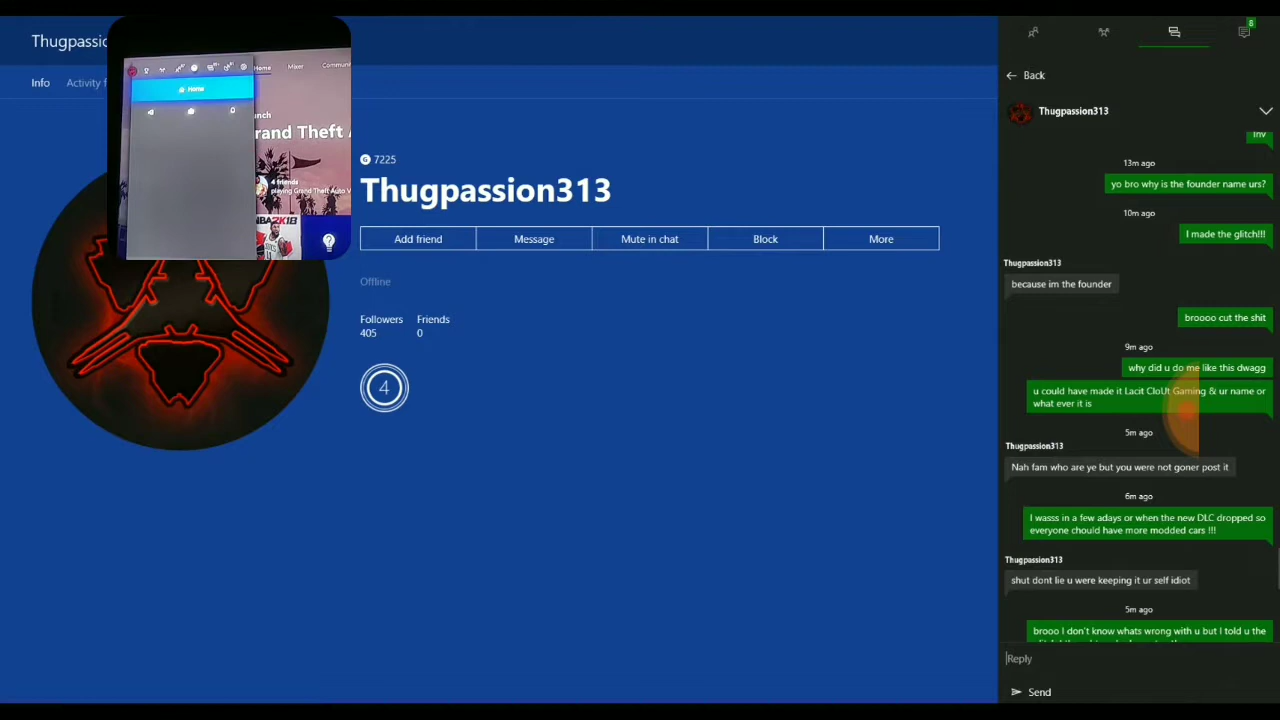 Thugpassio
Info
Activity f
Home
Mixer
Communi
Home
unch
rand Theft A
4 friends
playing Grand Theft Auto V
NBA2K18
G 7225
Thugpassion313
Add friend
Message
Mute in chat
Block
More
Offline
Followers
Friends
405
0
4
8
Back
Thugpassion313
13m ago
yo bro why is the founder name urs?
10m ago
I made the glitch!!!
Thugpassion313
because im the founder
broooo cut the shit
9m ago
why did u do me like this dwagg
u could have made it Lacit CloUt Gaming & ur name or
what ever it is
5m ago
Thugpassion313
Nah fam who are ye but you were not goner post it
6m ago
I wasss in a few adays or when the new DLC dropped so
everyone chould have more modded cars !!!
Thugpassion313
shut dont lie u were keeping it ur self idiot
5m ago
brooo I don't know whats wrong with u but I told u the
Reply
Send